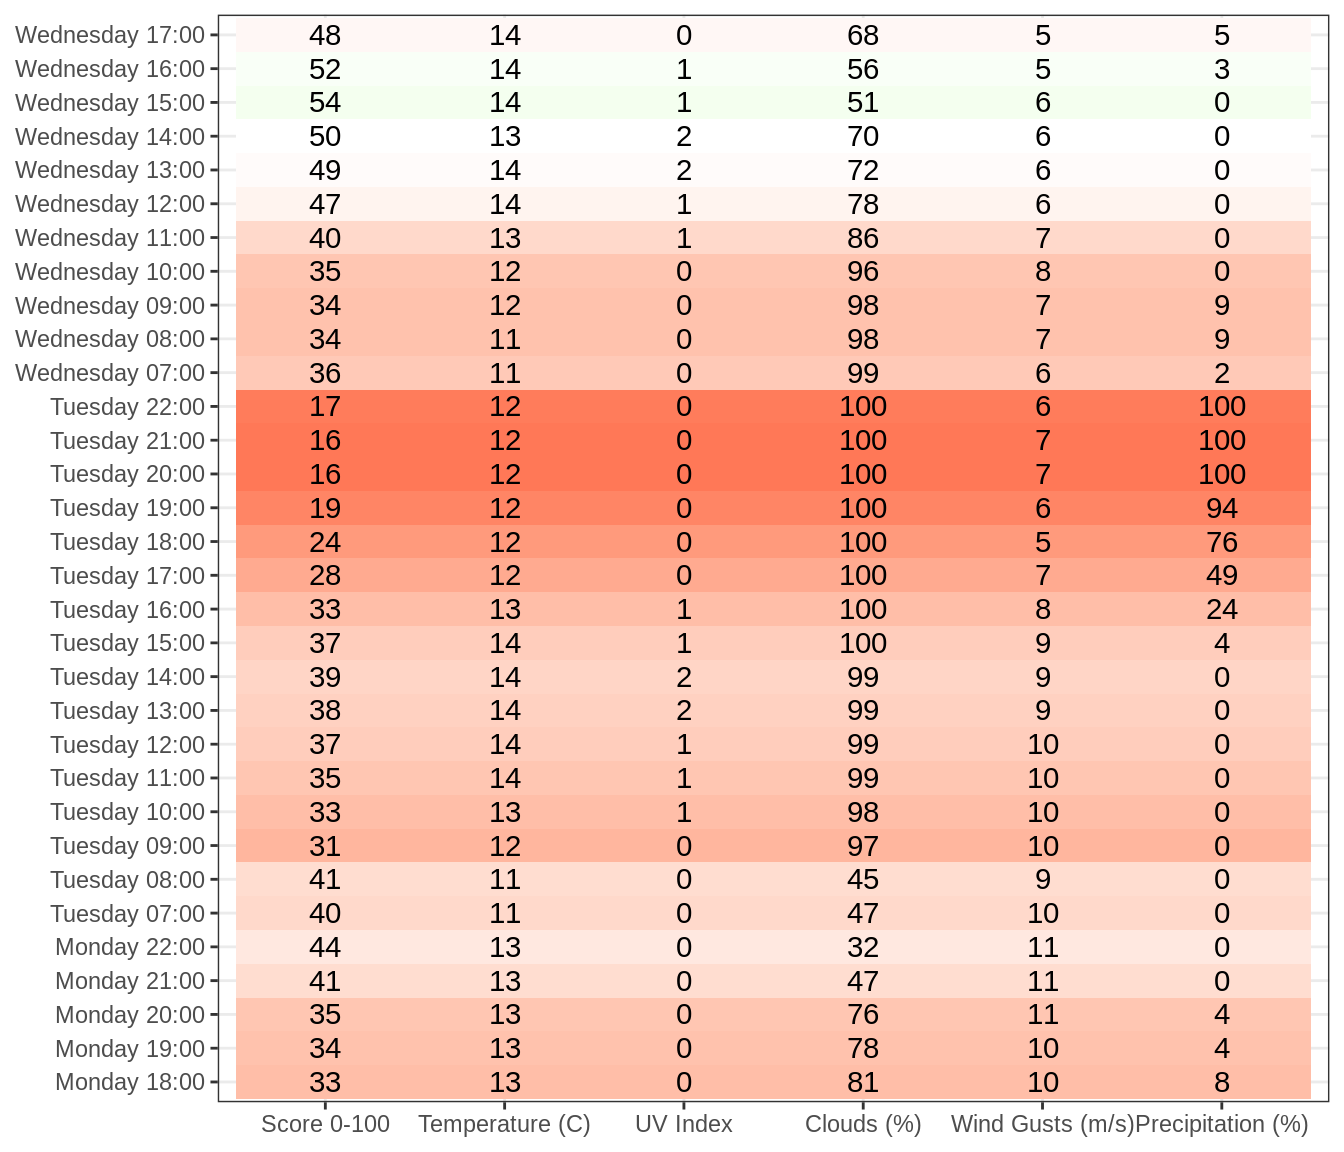 Wednesday 17:00 48 14 0 68 5 5
Wednesday 16:00 52 14 1 56 5 3
Wednesday 15:00 54 14 1 51 6 0
Wednesday 14:00 50 13 2 70 6 0
Wednesday 13:00 49 14 2 72 6 0
Wednesday 12:00 47 14 1 78 6 0
Wednesday 11:00 40 13 1 86 7 0
Wednesday 10:00 35 12 0 96 8 0
Wednesday 09:00 34 12 0 98 7 9
Wednesday 08:00 34 11 0 98 7 9
Wednesday 07:00 36 11 0 99 6 2
Tuesday 22:00 17 12 0 100 6 100
Tuesday 21:00 16 12 0 100 7 100
Tuesday 20:00 16 12 0 100 7 100
Tuesday 19:00 19 12 0 100 6 94
Tuesday 18:00 24 12 0 100 5 76
Tuesday 17:00 28 12 0 100 7 49
Tuesday 16:00 33 13 1 100 8 24
Tuesday 15:00 37 14 1 100 9 4
Tuesday 14:00 39 14 2 99 9 0
Tuesday 13:00 38 14 2 99 9 0
Tuesday 12:00 37 14 1 99 10 0
Tuesday 11:00 35 14 1 99 10 0
Tuesday 10:00 33 13 1 98 10 0
Tuesday 09:00 31 12 0 97 10 0
Tuesday 08:00 41 11 0 45 9 0
Tuesday 07:00 40 11 0 47 10 0
Monday 22:00 44 13 0 32 11 0
Monday 21:00 41 13 0 47 11 0
Monday 20:00 35 13 0 76 11 4
Monday 19:00 34 13 0 78 10 4
Monday 18:00 33 13 0 81 10 8
Score 0-100 Temperature (C) UV Index Clouds (%) Wind Gusts (m/s) Precipitation (%)